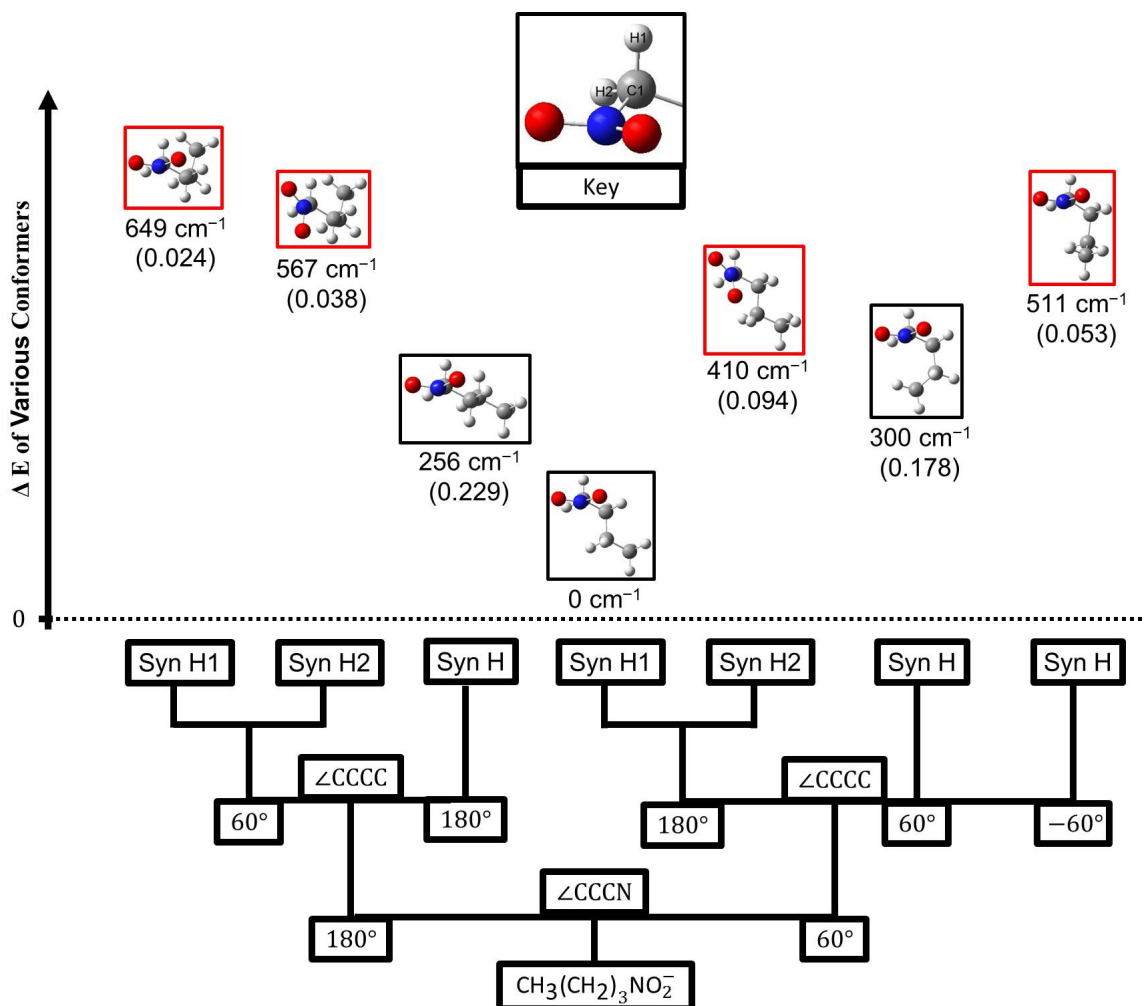 H1
H2
C1
Key
649 cm⁻¹
(0.024)
567 cm⁻¹
(0.038)
511 cm⁻¹
(0.053)
410 cm⁻¹
(0.094)
300 cm⁻¹
(0.178)
256 cm⁻¹
(0.229)
0 cm⁻¹
Δ E of Various Conformers
0
Syn H1
Syn H2
Syn H
Syn H1
Syn H2
Syn H
Syn H
∠CCCC
∠CCCC
60°
180°
180°
60°
−60°
∠CCCN
180°
60°
CH₃(CH₂)₃NO₂⁻